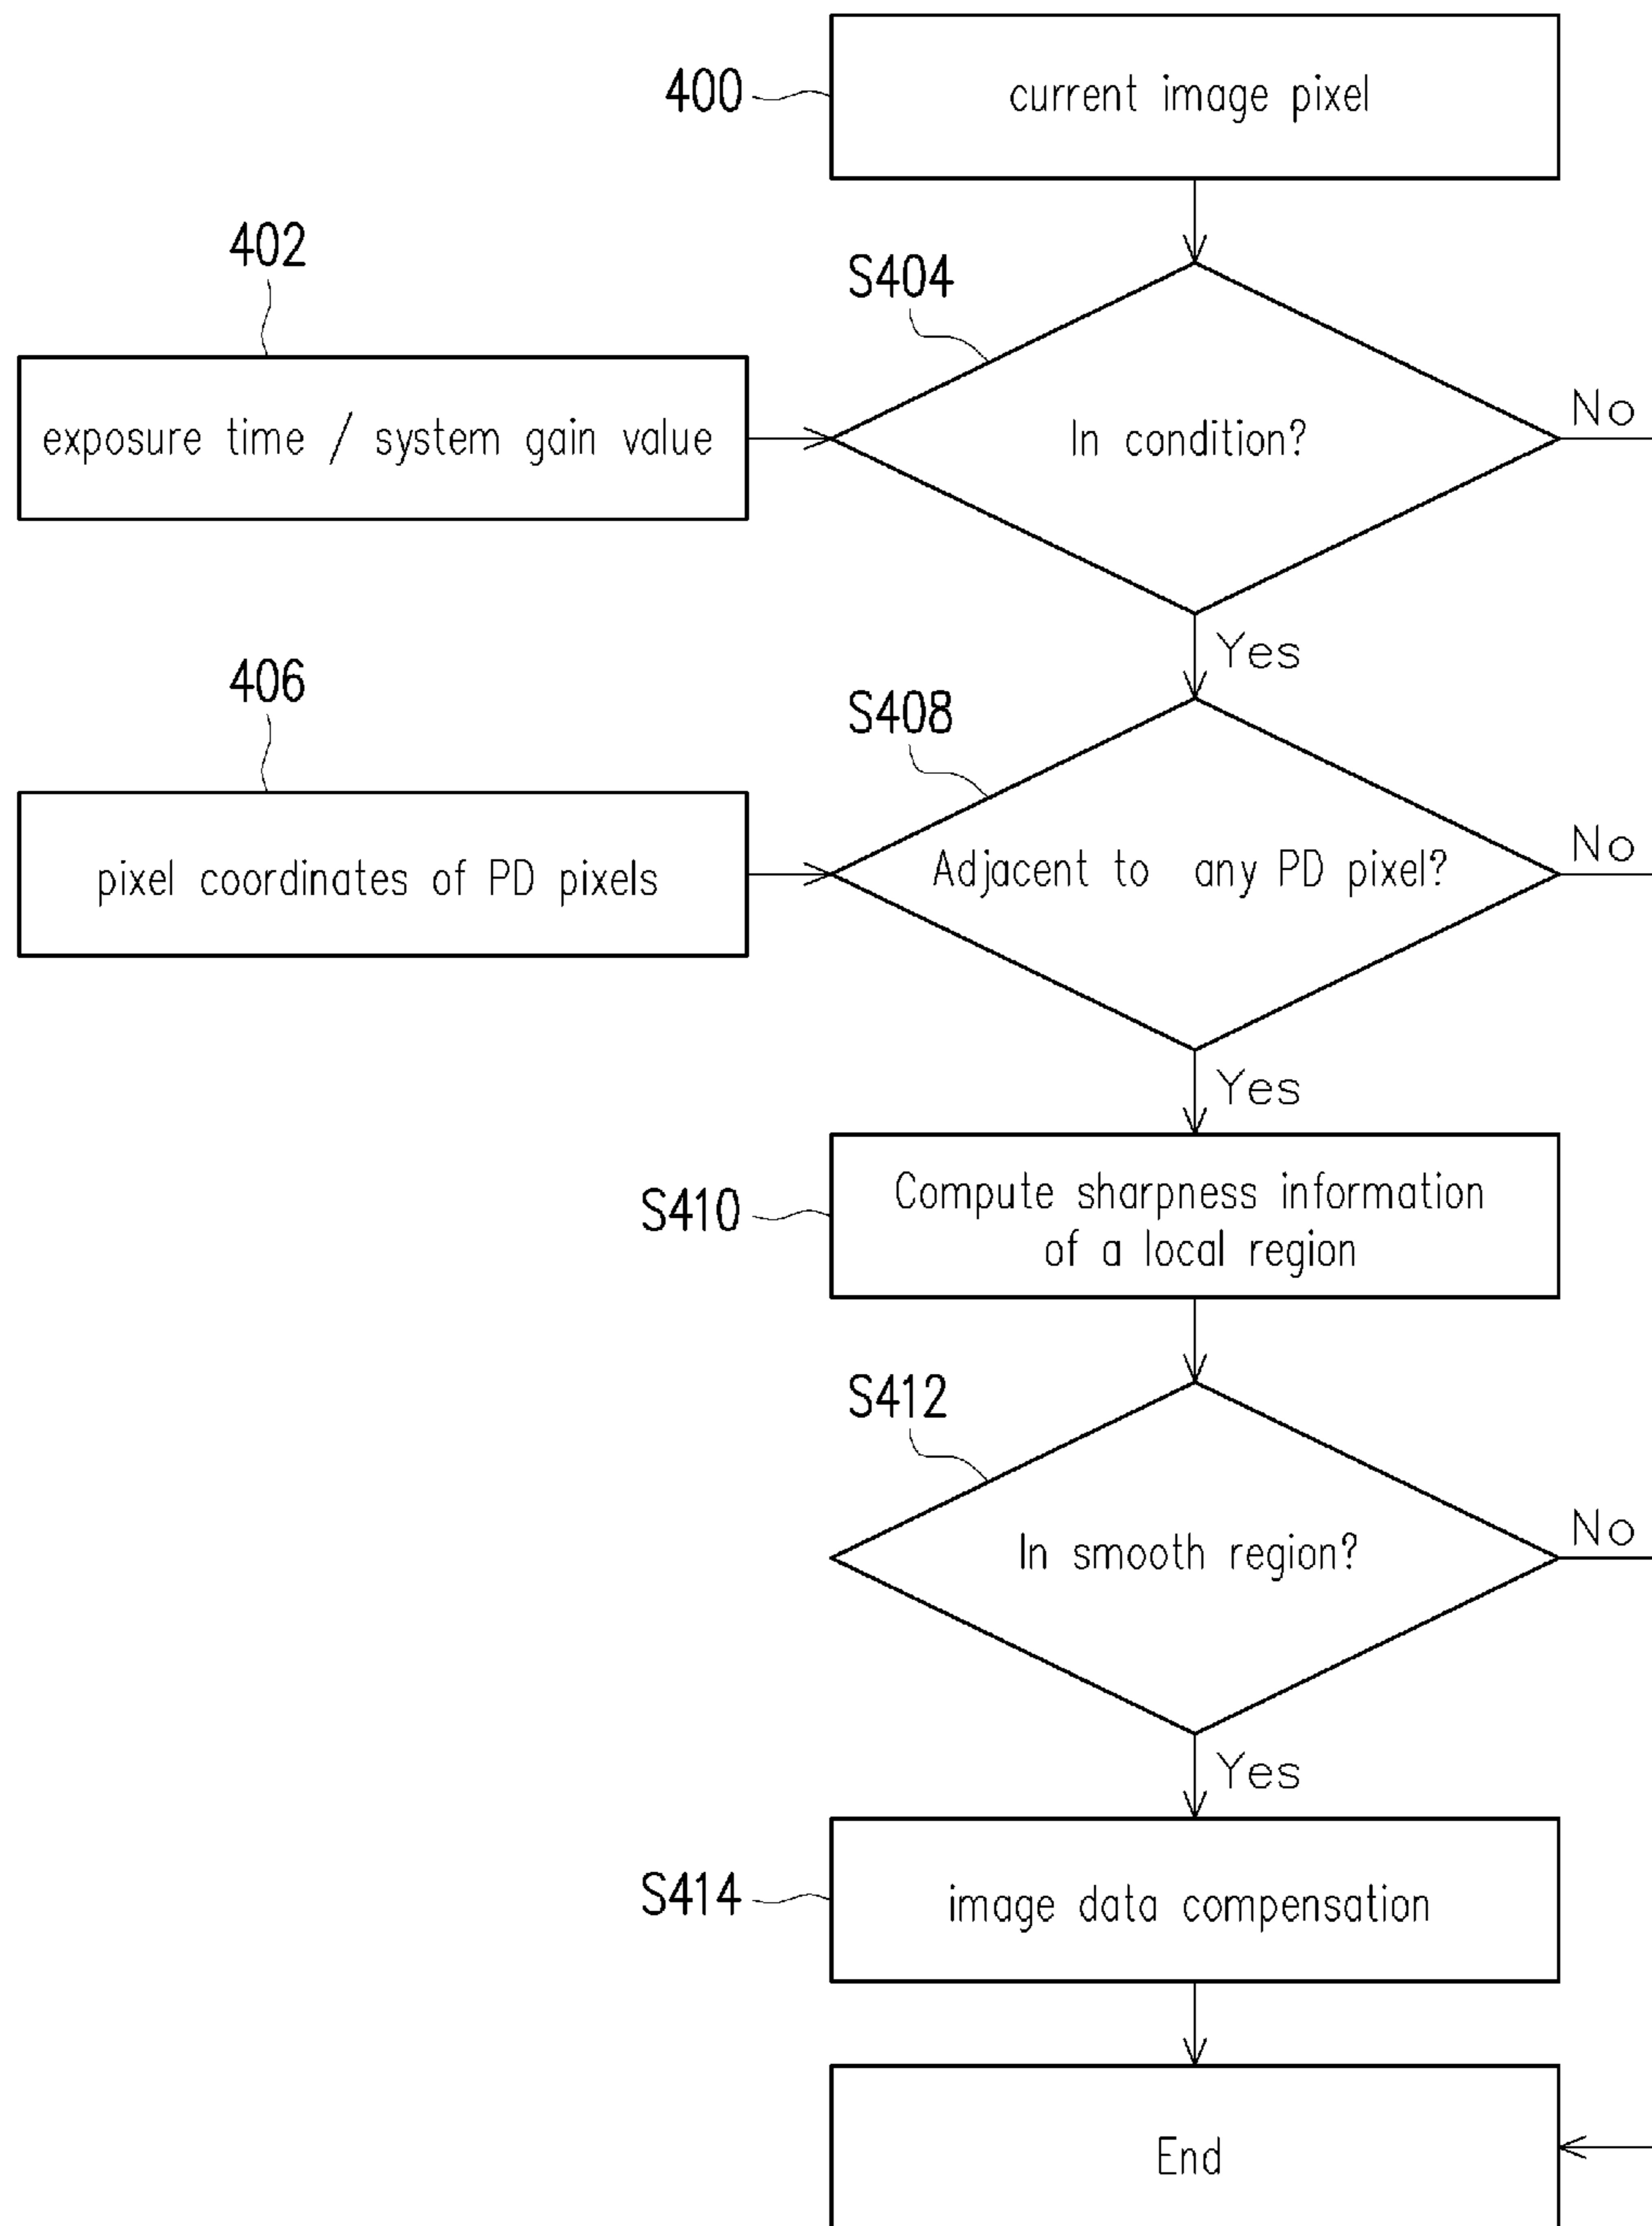 400
current image pixel
402
S404
exposure time / system gain value
In condition?
No
Yes
406
S408
pixel coordinates of PD pixels
Adjacent to any PD pixel?
No
Yes
S410
Compute sharpness information
of a local region
S412
In smooth region?
No
Yes
S414
image data compensation
End